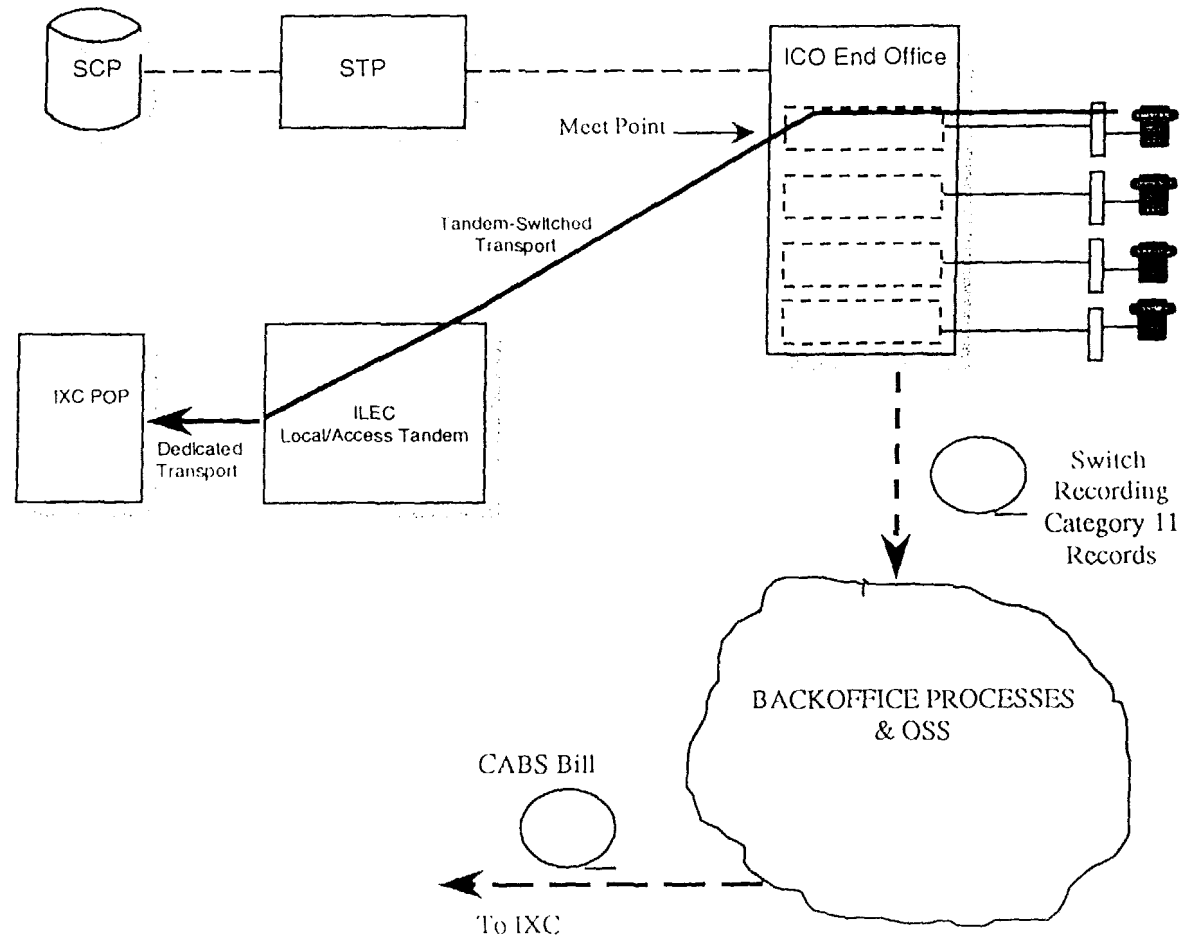 SCP
STP
ICO End Office
Meet Point
Tandem-Switched
Transport
IXC POP
ILEC
Local/Access Tandem
Dedicated
Transport
Switch
Recording
Category 11
Records
BACKOFFICE PROCESSES
& OSS
CABS Bill
To IXC